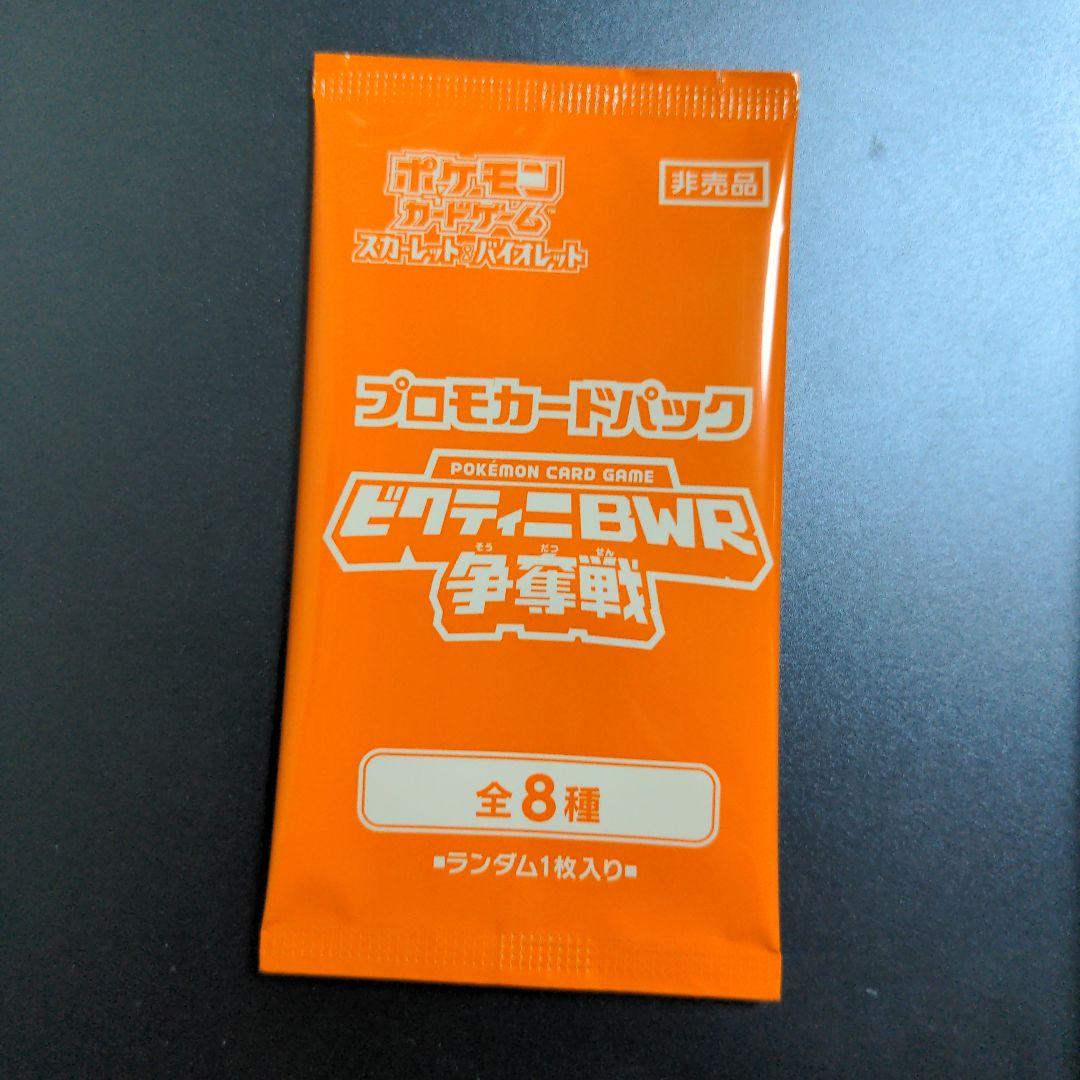 ポケモン
カードゲーム
スカーレット&バイオレット
非売品
プロモカードパック
POKÉMON CARD GAME
ビクティニBWR
そう だつ せん
争奪戦
全8種
■ランダム1枚入り■